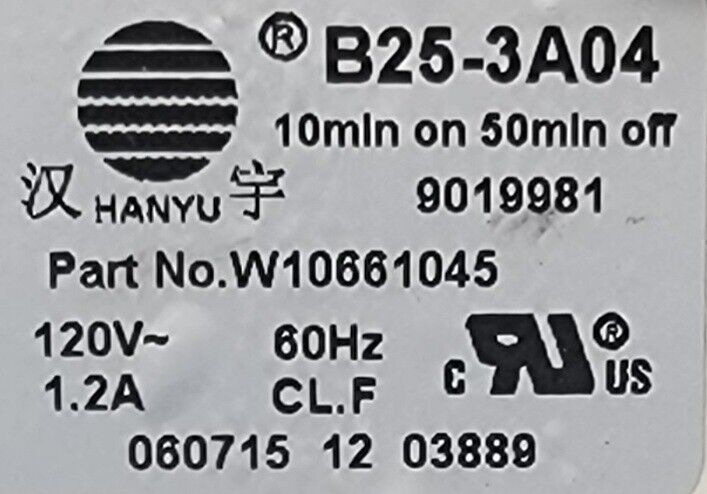 ® B25-3A04
10min on 50min off
汉 HANYU 宇 9019981
Part No.W10661045
120V~ 60Hz
1.2A CL.F
C RU ® US
060715 12 03889